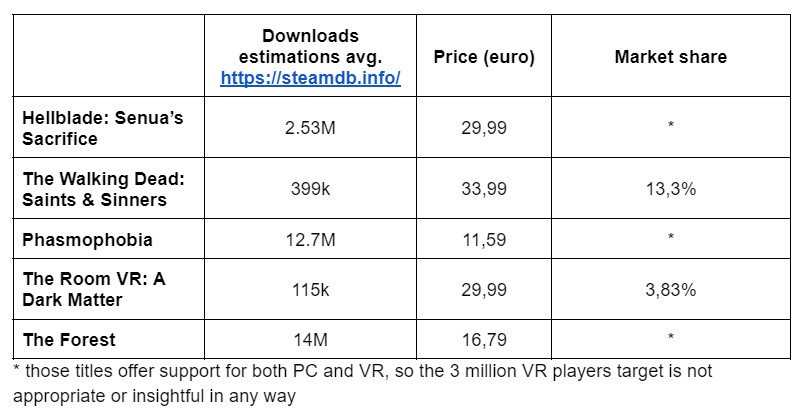 Downloads
estimations avg.
https://steamdb.info/
Price (euro)
Market share
Hellblade: Senua's
Sacrifice
2.53M
29,99
*
The Walking Dead:
Saints & Sinners
399k
33,99
13,3%
Phasmophobia
12.7M
11,59
*
The Room VR: A
Dark Matter
115k
29,99
3,83%
The Forest
14M
16,79
*
* those titles offer support for both PC and VR, so the 3 million VR players target is not
appropriate or insightful in any way